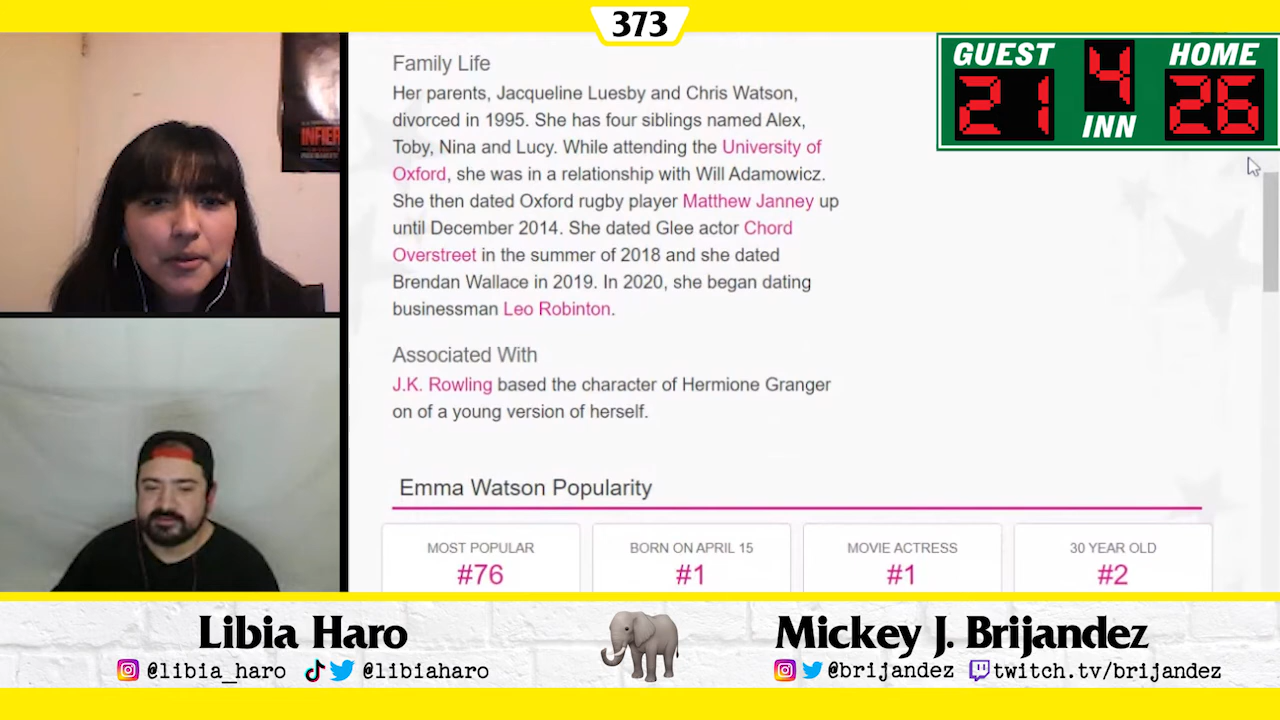 373
GUEST
HOME
21
4
26
INN
INFIER
Family Life
Her parents, Jacqueline Luesby and Chris Watson,
divorced in 1995. She has four siblings named Alex,
Toby, Nina and Lucy. While attending the University of
Oxford, she was in a relationship with Will Adamowicz.
She then dated Oxford rugby player Matthew Janney up
until December 2014. She dated Glee actor Chord
Overstreet in the summer of 2018 and she dated
Brendan Wallace in 2019. In 2020, she began dating
businessman Leo Robinton.
Associated With
J.K. Rowling based the character of Hermione Granger
on of a young version of herself.
Emma Watson Popularity
MOST POPULAR
#76
BORN ON APRIL 15
#1
MOVIE ACTRESS
#1
30 YEAR OLD
#2
Libia Haro
@libia_haro @libiaharo
Mickey J. Brijandez
@brijandez twitch.tv/brijandez